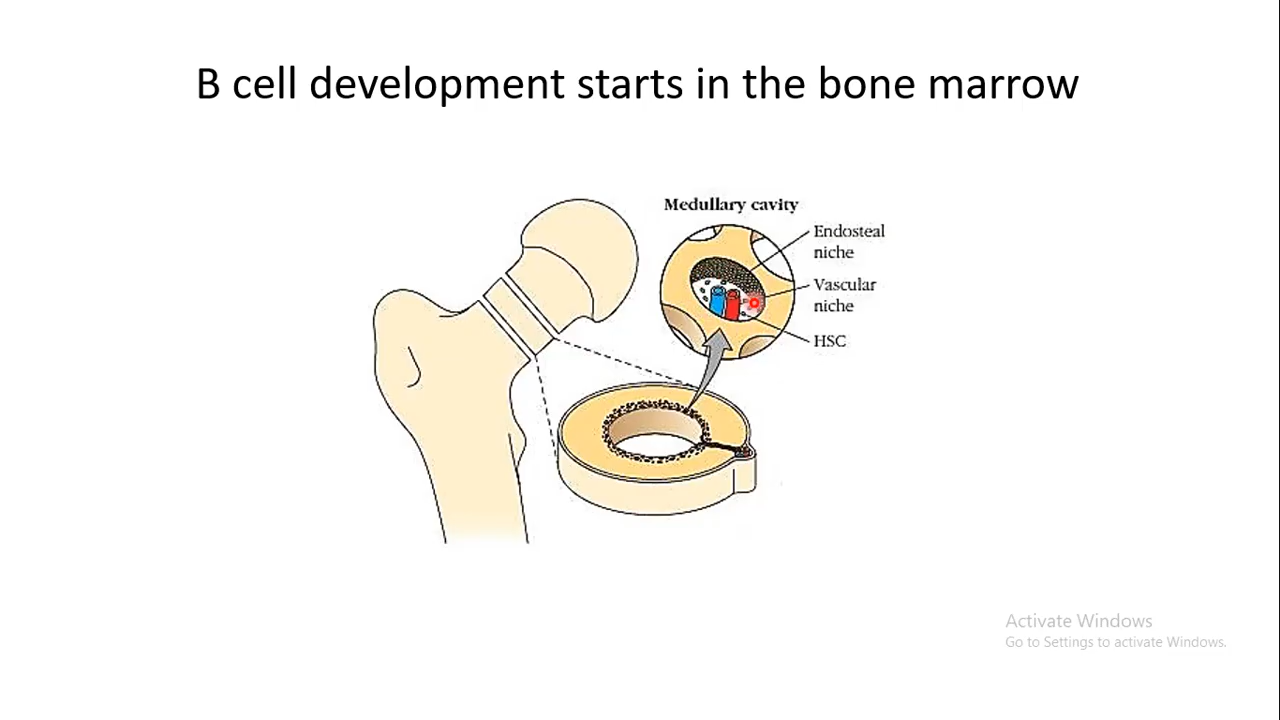 B cell development starts in the bone marrow
Medullary cavity
Endosteal
niche
Vascular
niche
HSC
Activate Windows
Go to Settings to activate Windows.